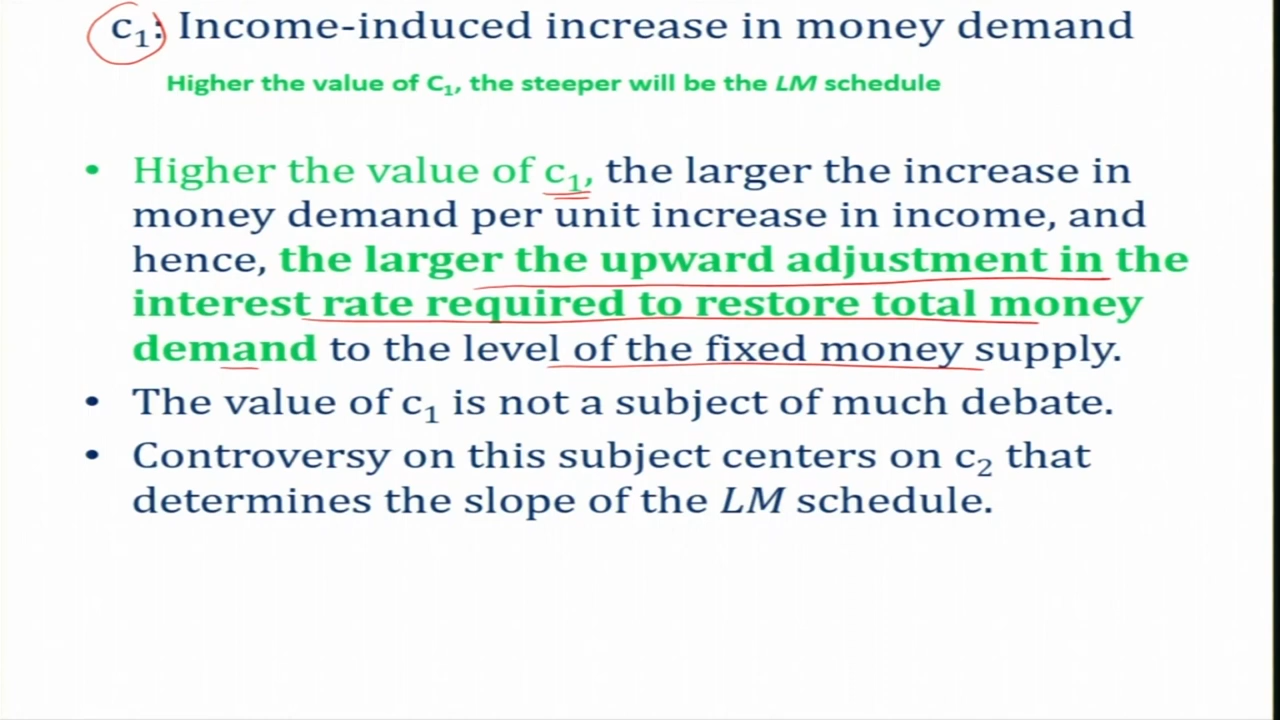 c₁: Income-induced increase in money demand
Higher the value of C₁, the steeper will be the LM schedule
• Higher the value of c₁, the larger the increase in
money demand per unit increase in income, and
hence, the larger the upward adjustment in the
interest rate required to restore total money
demand to the level of the fixed money supply.
• The value of c₁ is not a subject of much debate.
• Controversy on this subject centers on c₂ that
determines the slope of the LM schedule.